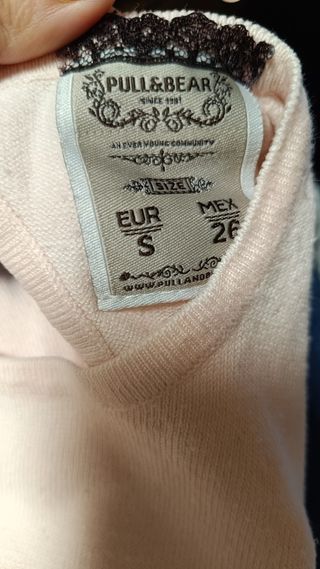 PULL&BEAR
SINCE 1991
AN EVER YOUNG COMMUNITY
SIZE
EUR MEX
S 26